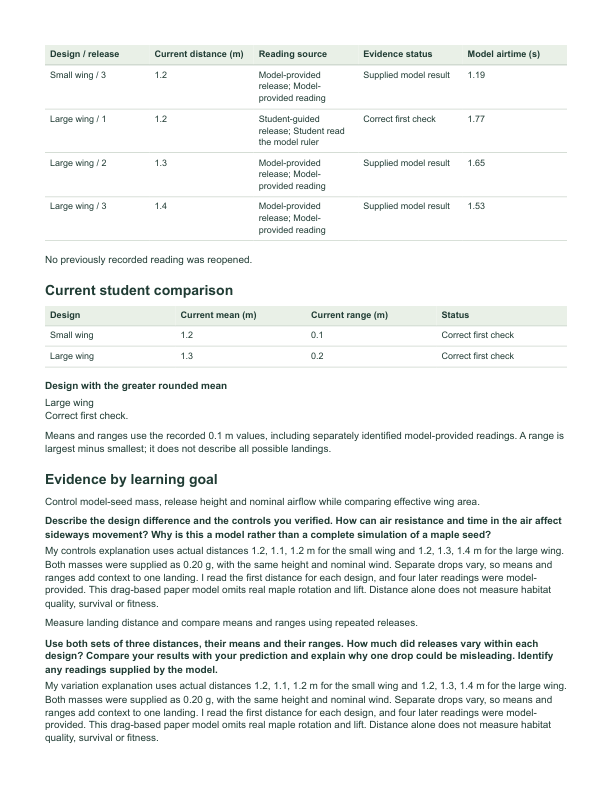 Design / release Current distance (m) Reading source Evidence status Model airtime (s)
Small wing / 3 1.2 Model-provided release; Model-provided reading Supplied model result 1.19
Large wing / 1 1.2 Student-guided release; Student read the model ruler Correct first check 1.77
Large wing / 2 1.3 Model-provided release; Model-provided reading Supplied model result 1.65
Large wing / 3 1.4 Model-provided release; Model-provided reading Supplied model result 1.53
No previously recorded reading was reopened.
Current student comparison
Design Current mean (m) Current range (m) Status
Small wing 1.2 0.1 Correct first check
Large wing 1.3 0.2 Correct first check
Design with the greater rounded mean
Large wing
Correct first check.
Means and ranges use the recorded 0.1 m values, including separately identified model-provided readings. A range is
largest minus smallest; it does not describe all possible landings.
Evidence by learning goal
Control model-seed mass, release height and nominal airflow while comparing effective wing area.
Describe the design difference and the controls you verified. How can air resistance and time in the air affect
sideways movement? Why is this a model rather than a complete simulation of a maple seed?
My controls explanation uses actual distances 1.2, 1.1, 1.2 m for the small wing and 1.2, 1.3, 1.4 m for the large wing.
Both masses were supplied as 0.20 g, with the same height and nominal wind. Separate drops vary, so means and
ranges add context to one landing. I read the first distance for each design, and four later readings were model-
provided. This drag-based paper model omits real maple rotation and lift. Distance alone does not measure habitat
quality, survival or fitness.
Measure landing distance and compare means and ranges using repeated releases.
Use both sets of three distances, their means and their ranges. How much did releases vary within each
design? Compare your results with your prediction and explain why one drop could be misleading. Identify
any readings supplied by the model.
My variation explanation uses actual distances 1.2, 1.1, 1.2 m for the small wing and 1.2, 1.3, 1.4 m for the large wing.
Both masses were supplied as 0.20 g, with the same height and nominal wind. Separate drops vary, so means and
ranges add context to one landing. I read the first distance for each design, and four later readings were model-
provided. This drag-based paper model omits real maple rotation and lift. Distance alone does not measure habitat
quality, survival or fitness.